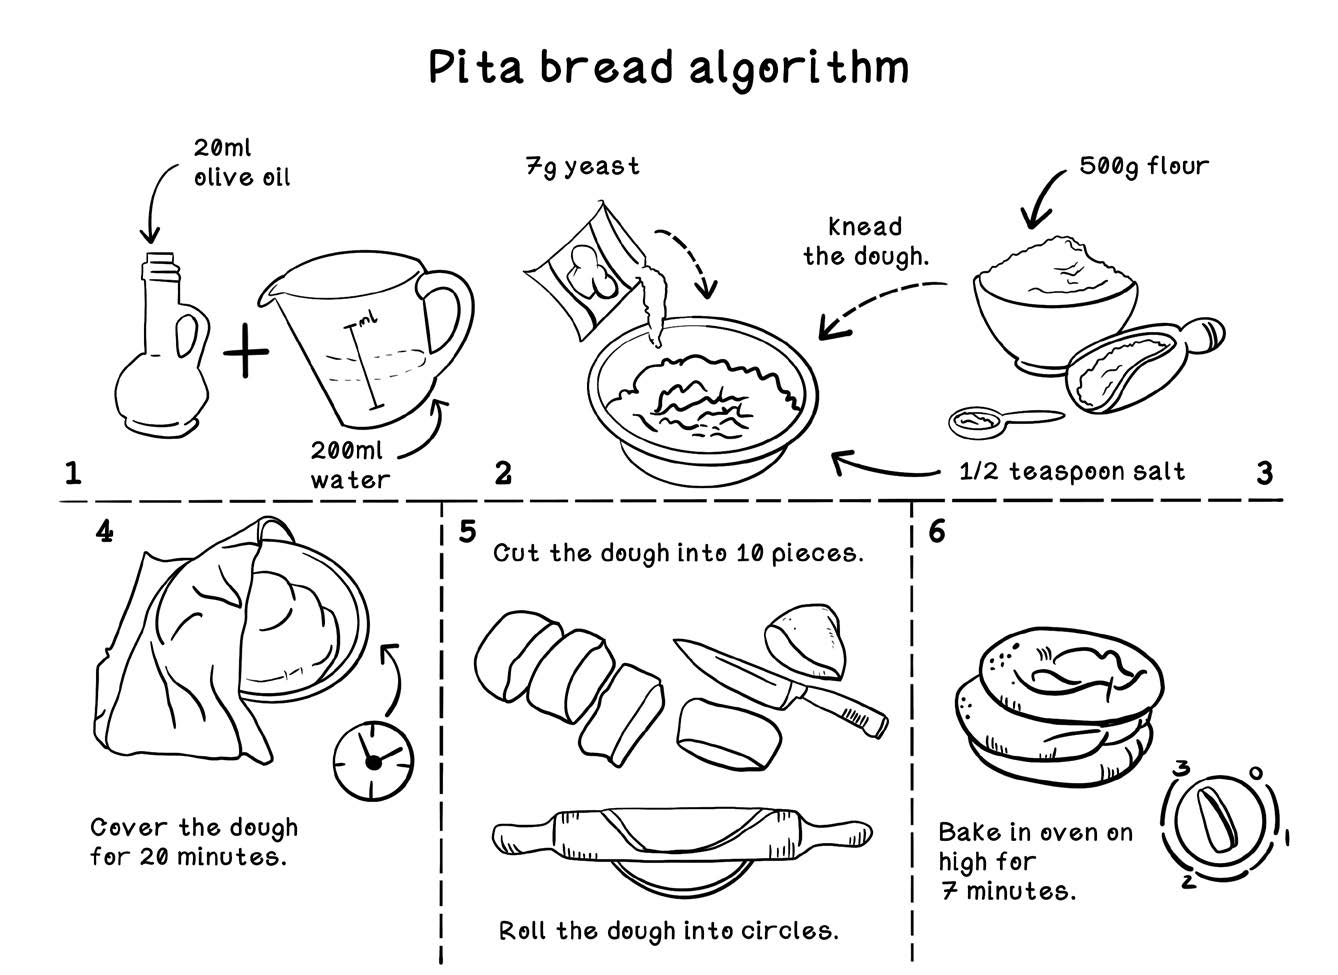 Pita bread algorithm
20ml
olive oil
ml
200ml
water
1
7g yeast
2
Knead
the dough.
500g flour
1/2 teaspoon salt
3
4
Cover the dough
for 20 minutes.
5
Cut the dough into 10 pieces.
Roll the dough into circles.
6
Bake in oven on
high for
7 minutes.
3
0
1
2